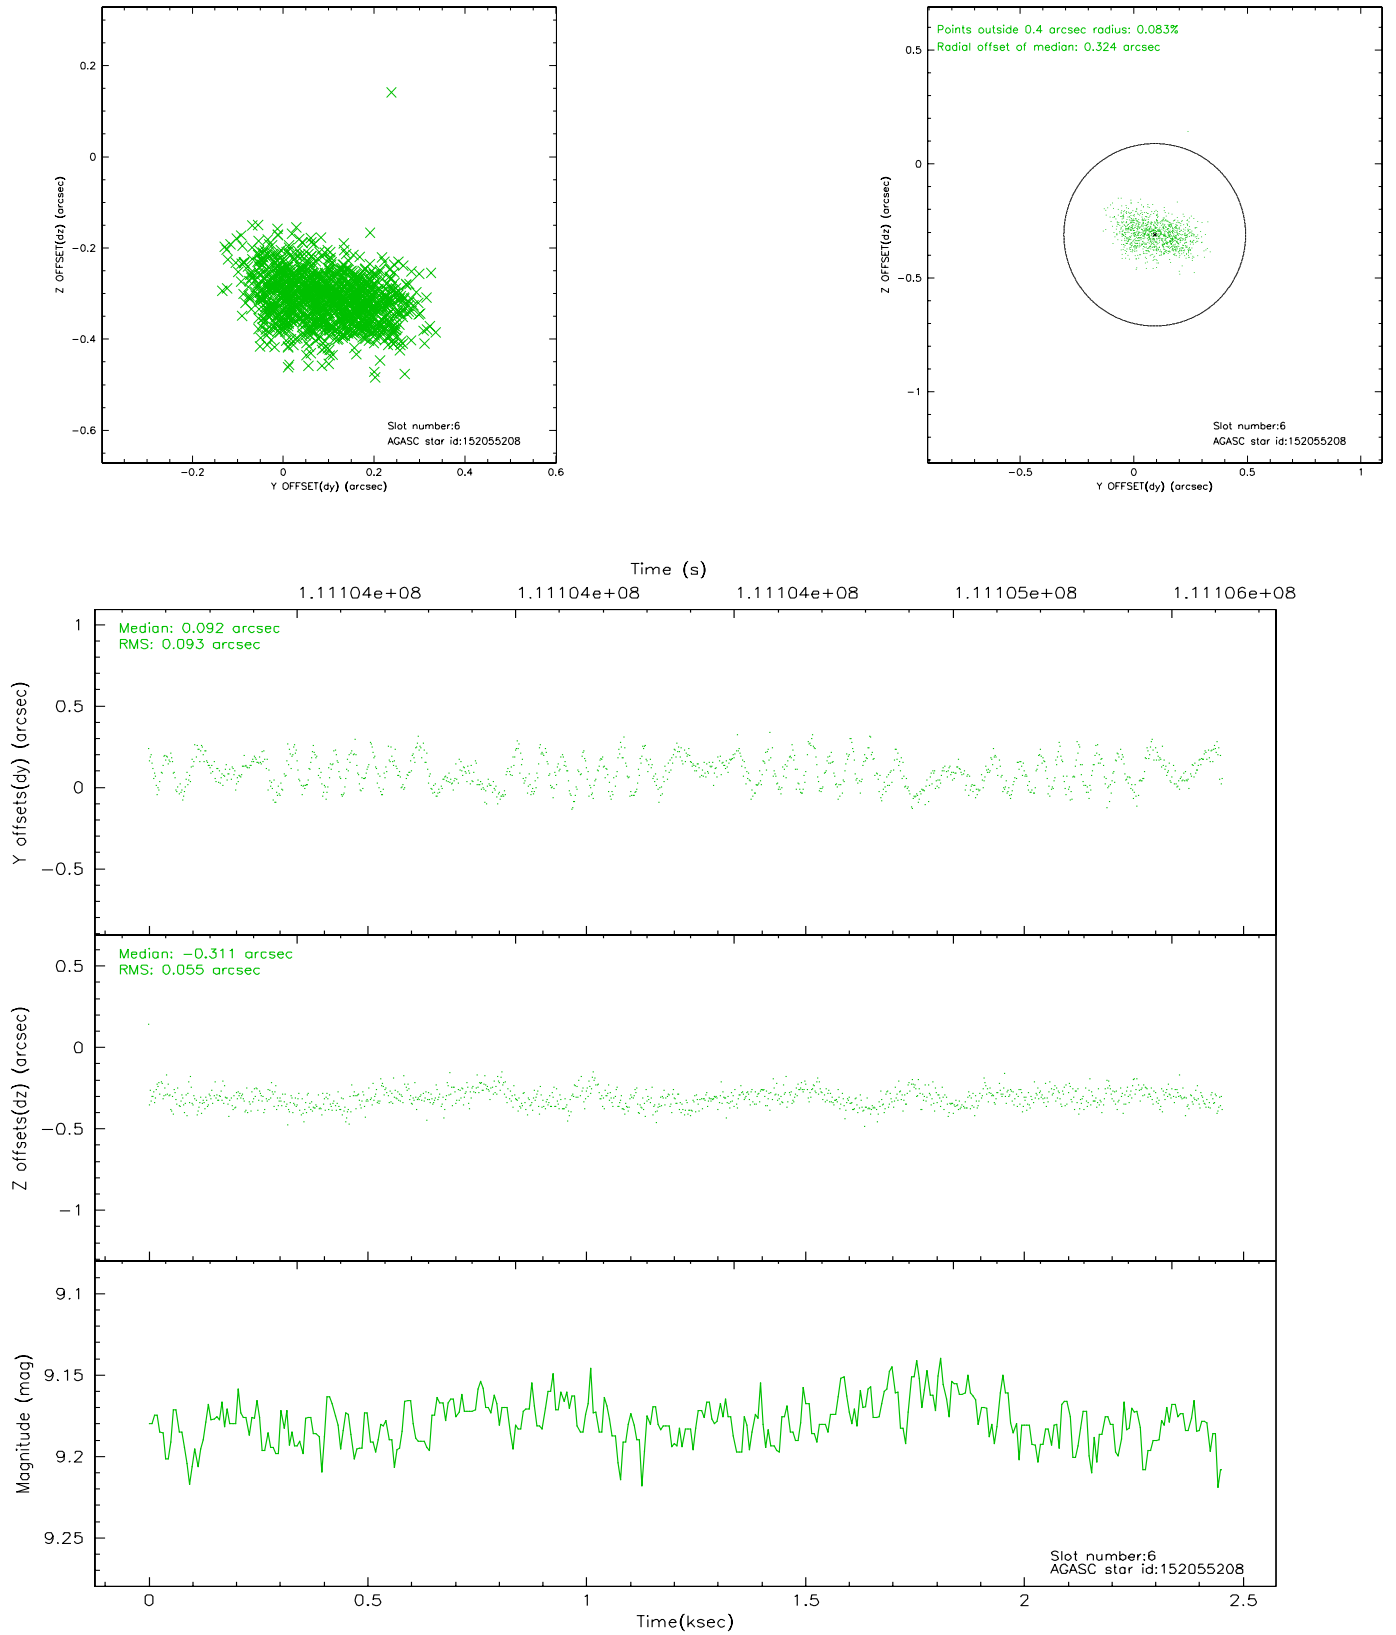 0.2
0
−0.2
−0.4
−0.6
Z OFFSET(dz) (arcsec)
Slot number:6
AGASC star id:152055208
−0.2 0 0.2 0.4 0.6
Y OFFSET(dy) (arcsec)
Points outside 0.4 arcsec radius: 0.083%
Radial offset of median: 0.324 arcsec
0.5
0
−0.5
−1
Z OFFSET(dz) (arcsec)
Slot number:6
AGASC star id:152055208
−0.5 0 0.5 1
Y OFFSET(dy) (arcsec)
Time (s)
1.11104e+08 1.11104e+08 1.11104e+08 1.11105e+08 1.11106e+08
Median: 0.092 arcsec
RMS: 0.093 arcsec
1
0.5
0
−0.5
Y offsets(dy) (arcsec)
Median: −0.311 arcsec
RMS: 0.055 arcsec
0.5
0
−0.5
−1
Z offsets(dz) (arcsec)
9.1
9.15
9.2
9.25
Magnitude (mag)
Slot number:6
AGASC star id:152055208
0 0.5 1 1.5 2 2.5
Time(ksec)